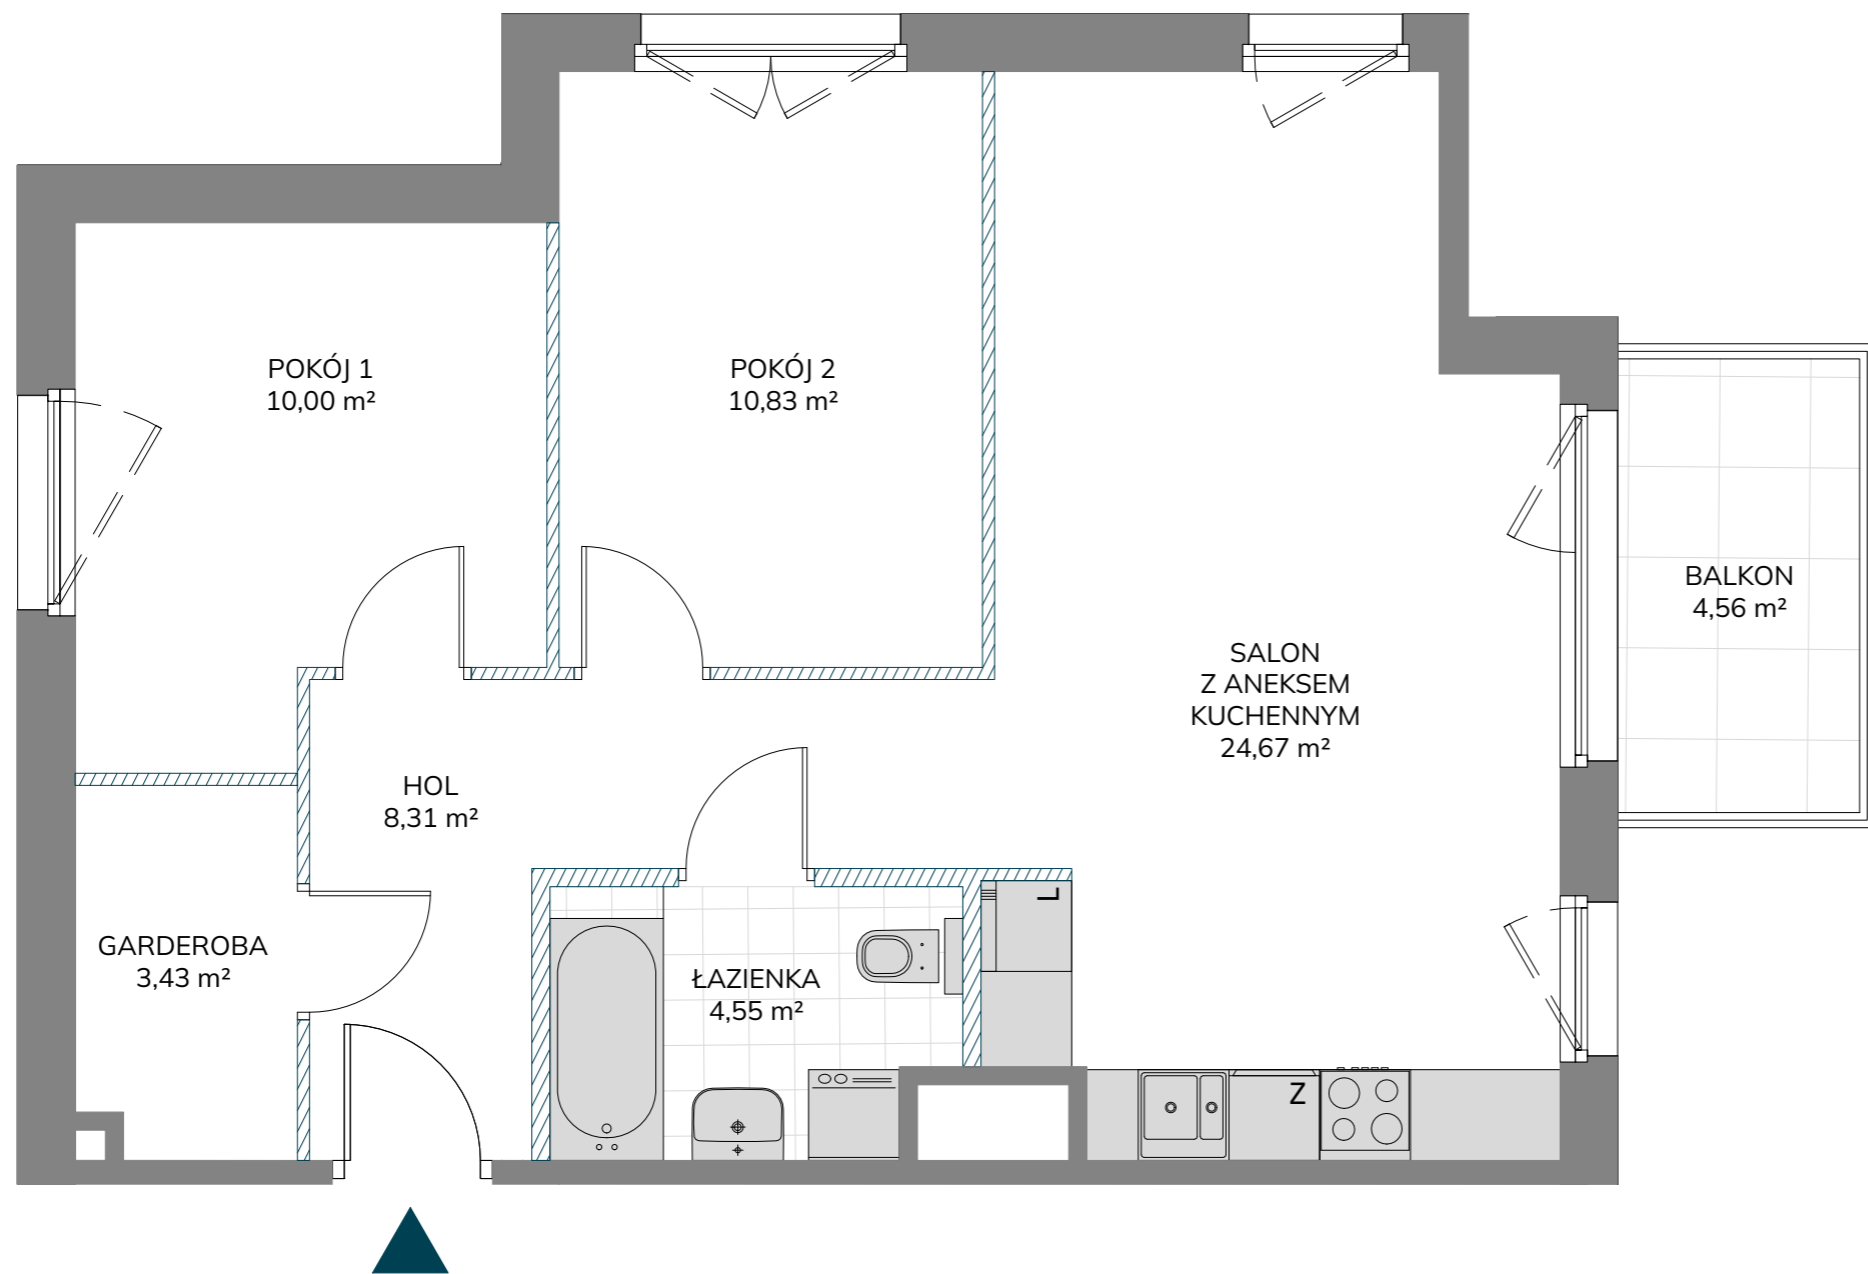 POKÓJ 1
10,00 m²
POKÓJ 2
10,83 m²
SALON
Z ANEKSEM
KUCHENNYM
24,67 m²
BALKON
4,56 m²
HOL
8,31 m²
GARDEROBA
3,43 m²
ŁAZIENKA
4,55 m²
L
Z